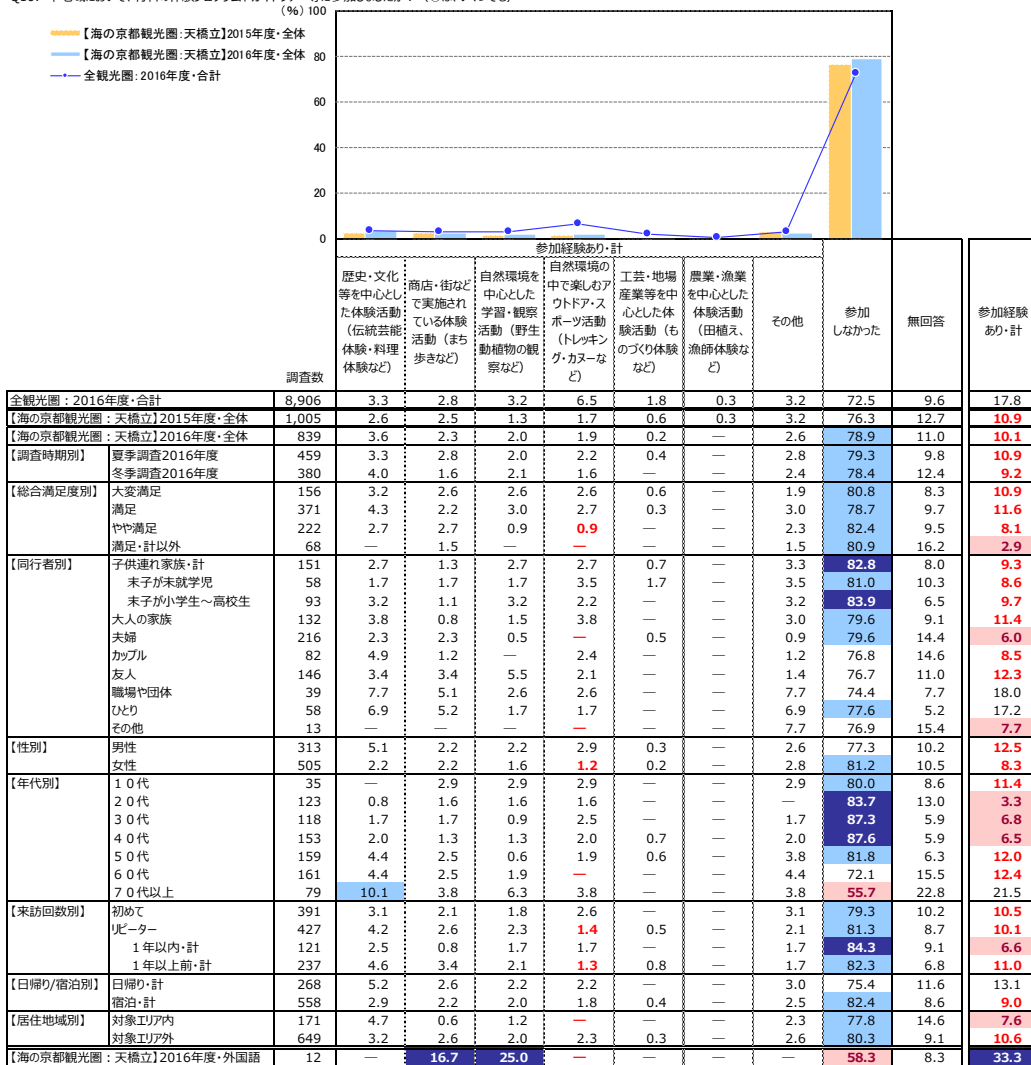 (%)
100
80
60
40
20
0
【海の京都観光圏:天橋立】2015年度・全体
【海の京都観光圏:天橋立】2016年度・全体
全観光圏:2016年度・合計
参加経験あり・計
調査数 歴史・文化等を中心とした体験活動（伝統芸能体験・料理体験など） 商店・街などで実施されている体験活動（まち歩きなど） 自然環境を中心とした学習・観察活動（野生動植物の観察など） 自然環境の中で楽しむアウトドア・スポーツ活動（トレッキング・カヌーなど） 工芸・地場産業等を中心とした体験活動（ものづくり体験など） 農業・漁業を中心とした体験活動（田植え、漁師体験など） その他 参加しなかった 無回答 参加経験あり・計
全観光圏：2016年度・合計 8,906 3.3 2.8 3.2 6.5 1.8 0.3 3.2 72.5 9.6 17.8
【海の京都観光圏：天橋立】2015年度・全体 1,005 2.6 2.5 1.3 1.7 0.6 0.3 3.2 76.3 12.7 10.9
【海の京都観光圏：天橋立】2016年度・全体 839 3.6 2.3 2.0 1.9 0.2 — 2.6 78.9 11.0 10.1
【調査時期別】 夏季調査2016年度 459 3.3 2.8 2.0 2.2 0.4 — 2.8 79.3 9.8 10.9
冬季調査2016年度 380 4.0 1.6 2.1 1.6 — — 2.4 78.4 12.4 9.2
【総合満足度別】 大変満足 156 3.2 2.6 2.6 2.6 0.6 — 1.9 80.8 8.3 10.9
満足 371 4.3 2.2 3.0 2.7 0.3 — 3.0 78.7 9.7 11.6
やや満足 222 2.7 2.7 0.9 0.9 — — 2.3 82.4 9.5 8.1
満足・計以外 68 — 1.5 — — — — 1.5 80.9 16.2 2.9
【同行者別】 子供連れ家族・計 151 2.7 1.3 2.7 2.7 0.7 — 3.3 82.8 8.0 9.3
末子が未就学児 58 1.7 1.7 1.7 3.5 1.7 — 3.5 81.0 10.3 8.6
末子が小学生～高校生 93 3.2 1.1 3.2 2.2 — — 3.2 83.9 6.5 9.7
大人の家族 132 3.8 0.8 1.5 3.8 — — 3.0 79.6 9.1 11.4
夫婦 216 2.3 2.3 0.5 — 0.5 — 0.9 79.6 14.4 6.0
カップル 82 4.9 1.2 — 2.4 — — 1.2 76.8 14.6 8.5
友人 146 3.4 3.4 5.5 2.1 — — 1.4 76.7 11.0 12.3
職場や団体 39 7.7 5.1 2.6 2.6 — — 7.7 74.4 7.7 18.0
ひとり 58 6.9 5.2 1.7 1.7 — — 6.9 77.6 5.2 17.2
その他 13 — — — — — — 7.7 76.9 15.4 7.7
【性別】 男性 313 5.1 2.2 2.2 2.9 0.3 — 2.6 77.3 10.2 12.5
女性 505 2.2 2.2 1.6 1.2 0.2 — 2.8 81.2 10.5 8.3
【年代別】 １０代 35 — 2.9 2.9 2.9 — — 2.9 80.0 8.6 11.4
２０代 123 0.8 1.6 1.6 1.6 — — — 83.7 13.0 3.3
３０代 118 1.7 1.7 0.9 2.5 — — 1.7 87.3 5.9 6.8
４０代 153 2.0 1.3 1.3 2.0 0.7 — 2.0 87.6 5.9 6.5
５０代 159 4.4 2.5 0.6 1.9 0.6 — 3.8 81.8 6.3 12.0
６０代 161 4.4 2.5 1.9 — — — 4.4 72.1 15.5 12.4
７０代以上 79 10.1 3.8 6.3 3.8 — — 3.8 55.7 22.8 21.5
【来訪回数別】 初めて 391 3.1 2.1 1.8 2.6 — — 3.1 79.3 10.2 10.5
リピーター 427 4.2 2.6 2.3 1.4 0.5 — 2.1 81.3 8.7 10.1
１年以内・計 121 2.5 0.8 1.7 1.7 — — 1.7 84.3 9.1 6.6
１年以上前・計 237 4.6 3.4 2.1 1.3 0.8 — 1.7 82.3 6.8 11.0
【日帰り/宿泊別】 日帰り・計 268 5.2 2.6 2.2 2.2 — — 3.0 75.4 11.6 13.1
宿泊・計 558 2.9 2.2 2.0 1.8 0.4 — 2.5 82.4 8.6 9.0
【居住地域別】 対象エリア内 171 4.7 0.6 1.2 — — — 2.3 77.8 14.6 7.6
対象エリア外 649 3.2 2.6 2.0 2.3 0.3 — 2.6 80.3 9.1 10.6
【海の京都観光圏：天橋立】2016年度・外国語 12 — 16.7 25.0 — — — — 58.3 8.3 33.3